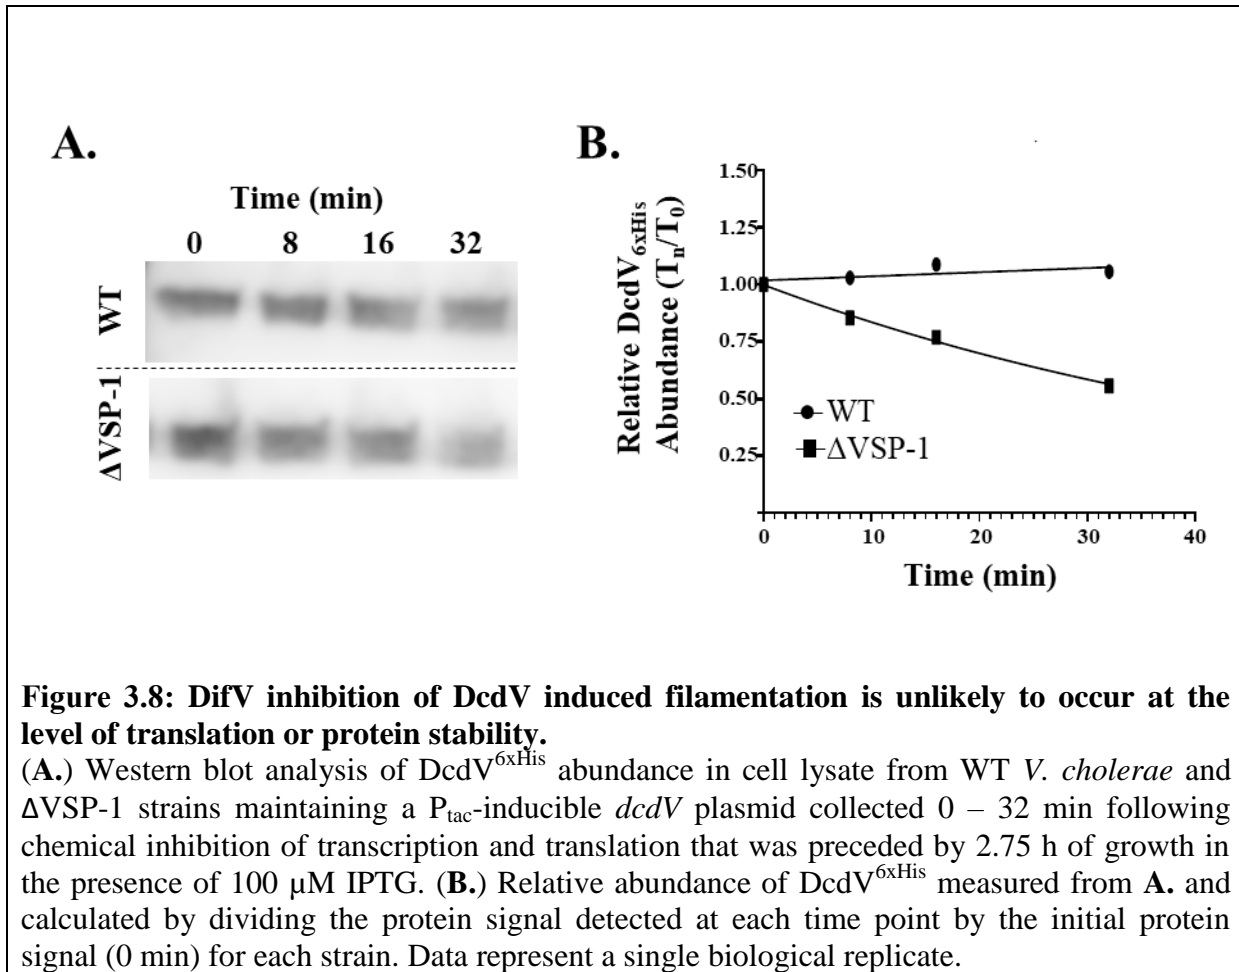 A.
Time (min)
0 8 16 32
WT
ΔVSP-1
B.
Relative DcdV6xHis
Abundance (Tn/T0)
1.50
1.25
1.00
0.75
0.50
0.25
WT
ΔVSP-1
0 10 20 30 40
Time (min)
Figure 3.8: DifV inhibition of DcdV induced filamentation is unlikely to occur at the
level of translation or protein stability.
(A.) Western blot analysis of DcdV6xHis abundance in cell lysate from WT V. cholerae and
ΔVSP-1 strains maintaining a Ptac-inducible dcdV plasmid collected 0 – 32 min following
chemical inhibition of transcription and translation that was preceded by 2.75 h of growth in
the presence of 100 µM IPTG. (B.) Relative abundance of DcdV6xHis measured from A. and
calculated by dividing the protein signal detected at each time point by the initial protein
signal (0 min) for each strain. Data represent a single biological replicate.